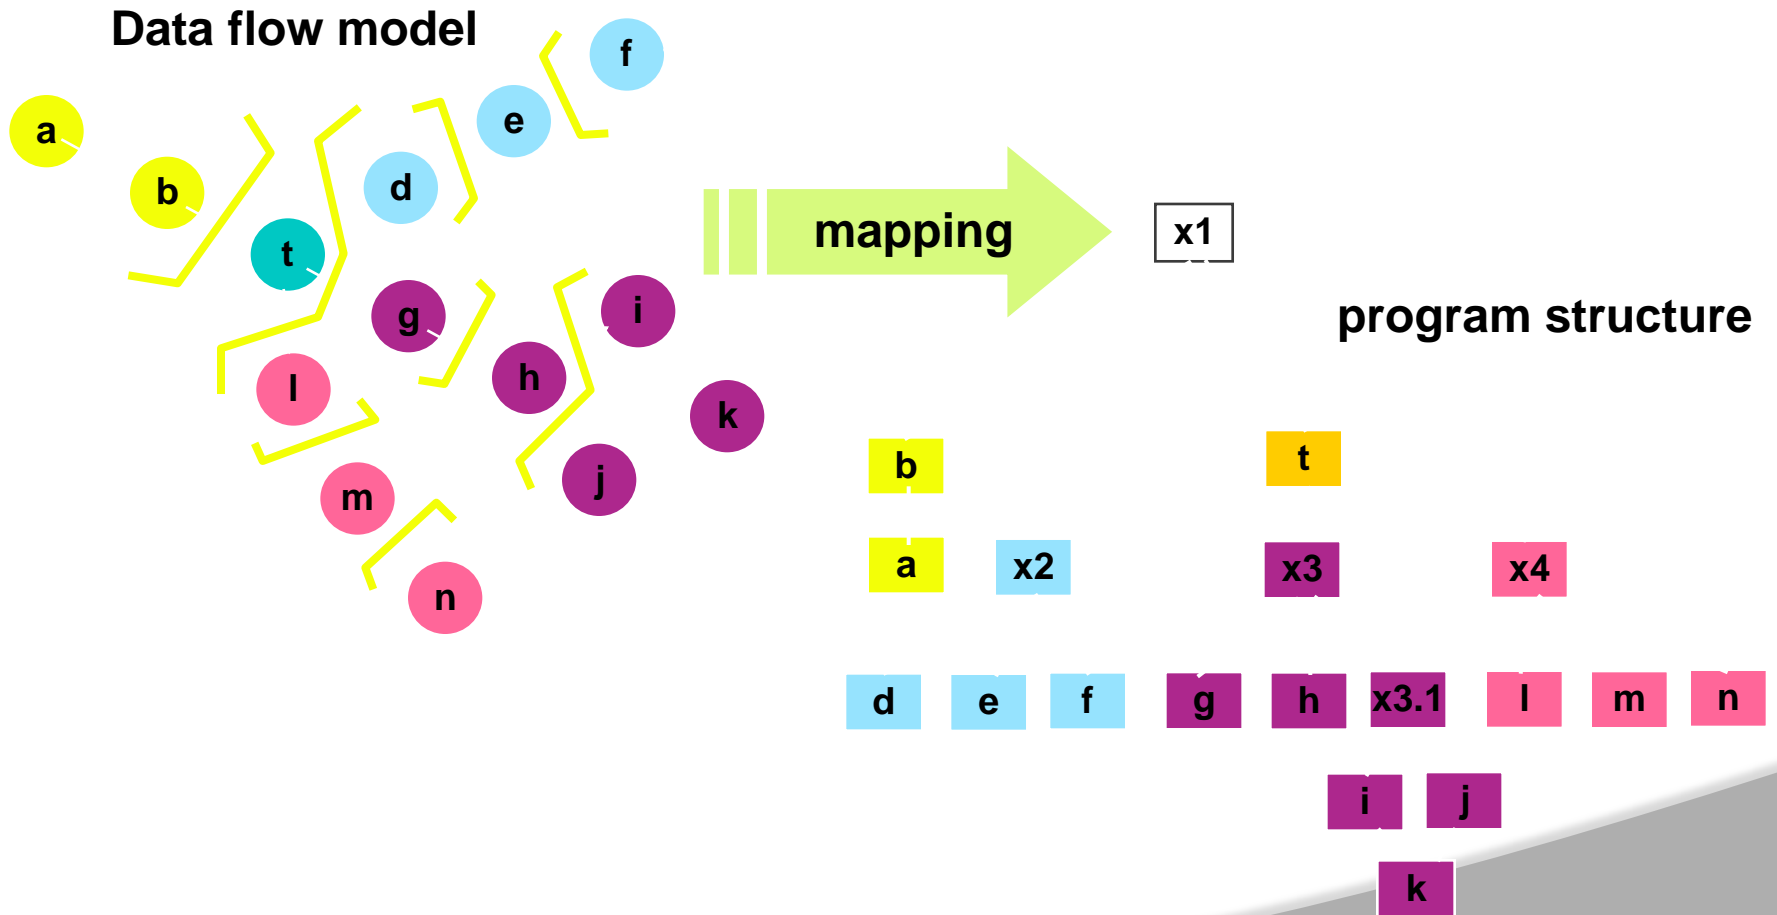 Data flow model
f
e
a
b
d
t
mapping
x1
g
i
program structure
h
l
k
b
t
j
m
a
x2
x3
x4
n
d
e
f
g
h
x3.1
l
m
n
i
j
k